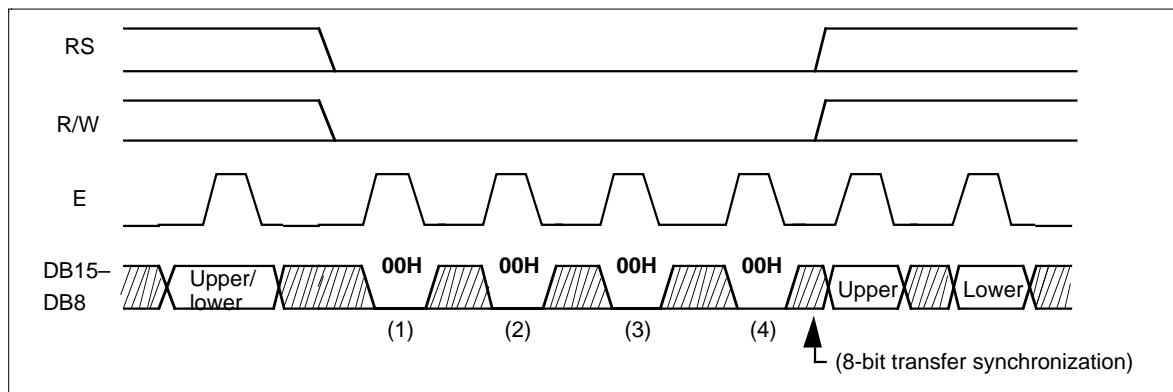 RS
R/W
E
DB15–
DB8
Upper/
lower
00H
00H
00H
00H
Upper
Lower
(1)
(2)
(3)
(4)
(8-bit transfer synchronization)